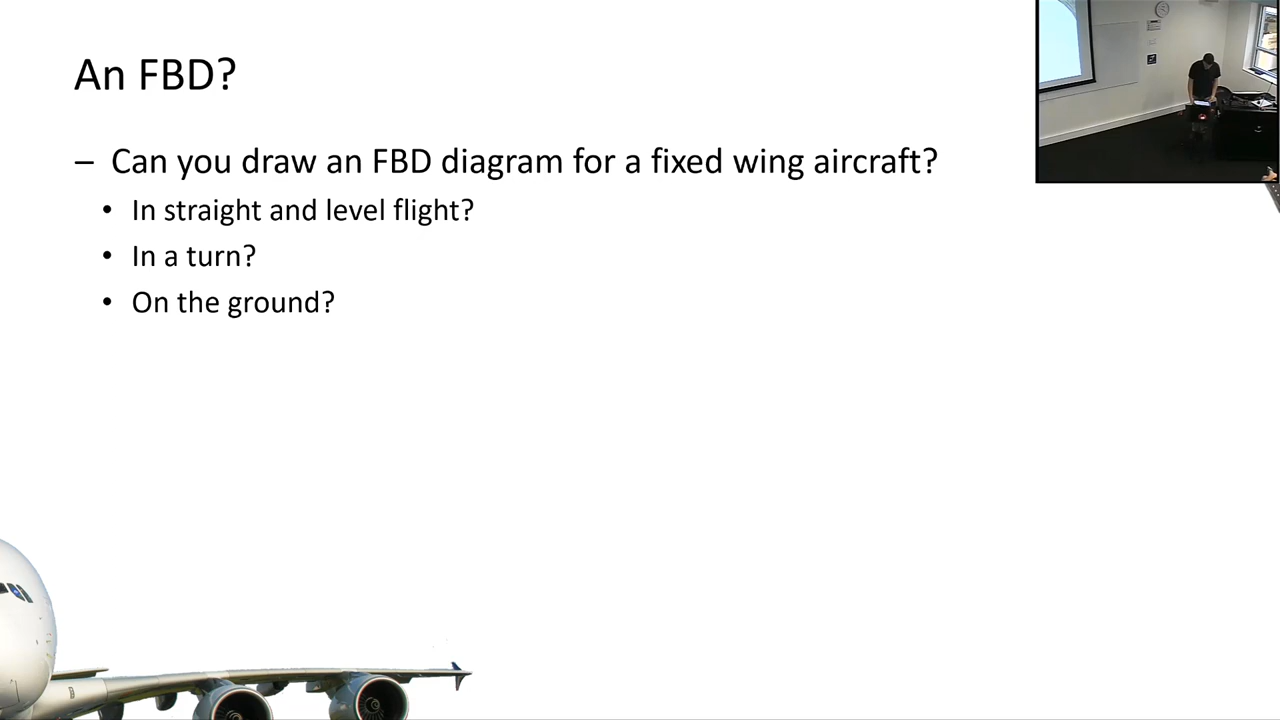 An FBD?
– Can you draw an FBD diagram for a fixed wing aircraft?
• In straight and level flight?
• In a turn?
• On the ground?